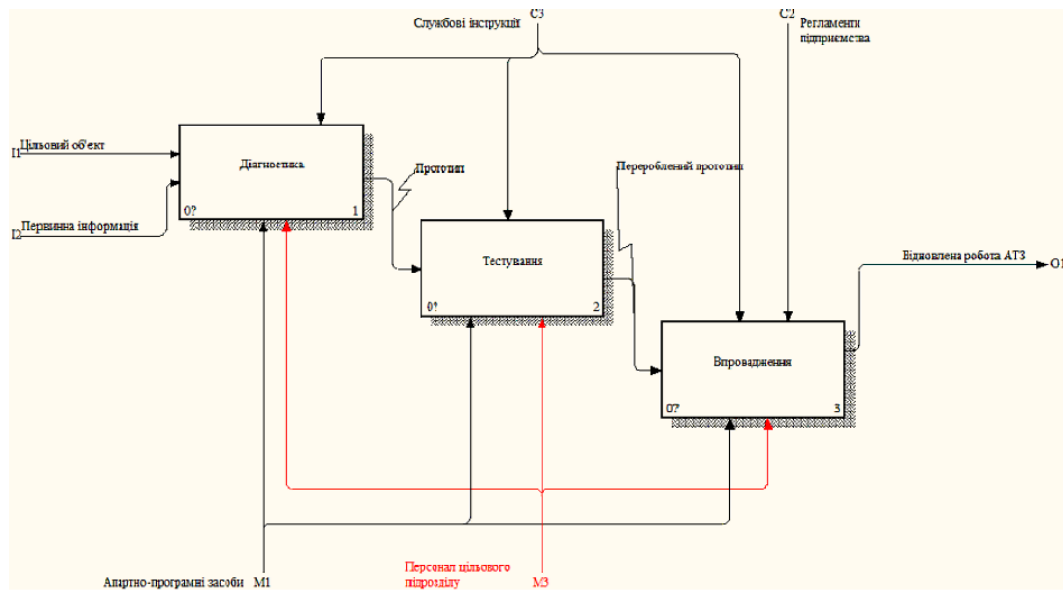 C3
C2
Службові інструкції
Регламенти
підприємства
I1 Цільовий об'єкт
Діагностика
0? 1
Прототип
Перероблений прототип
I2 Первинна інформація
Тестування
0? 2
Відновлена робота АТЗ O1
Впровадження
0? 3
Персонал цільового
підрозділу
Апартно-програмні засоби M1
M3